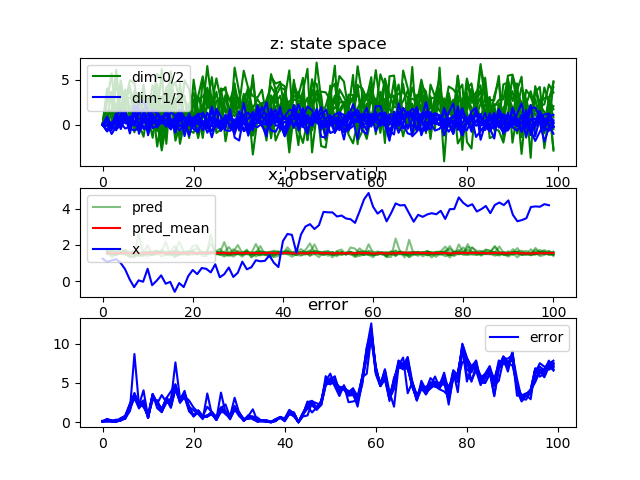 z: state space
dim-0/2
dim-1/2
5
0
0 20 40 60 80 100
x: observation
pred
pred_mean
x
4
2
0
0 20 40 60 80 100
error
error
10
5
0
0 20 40 60 80 100